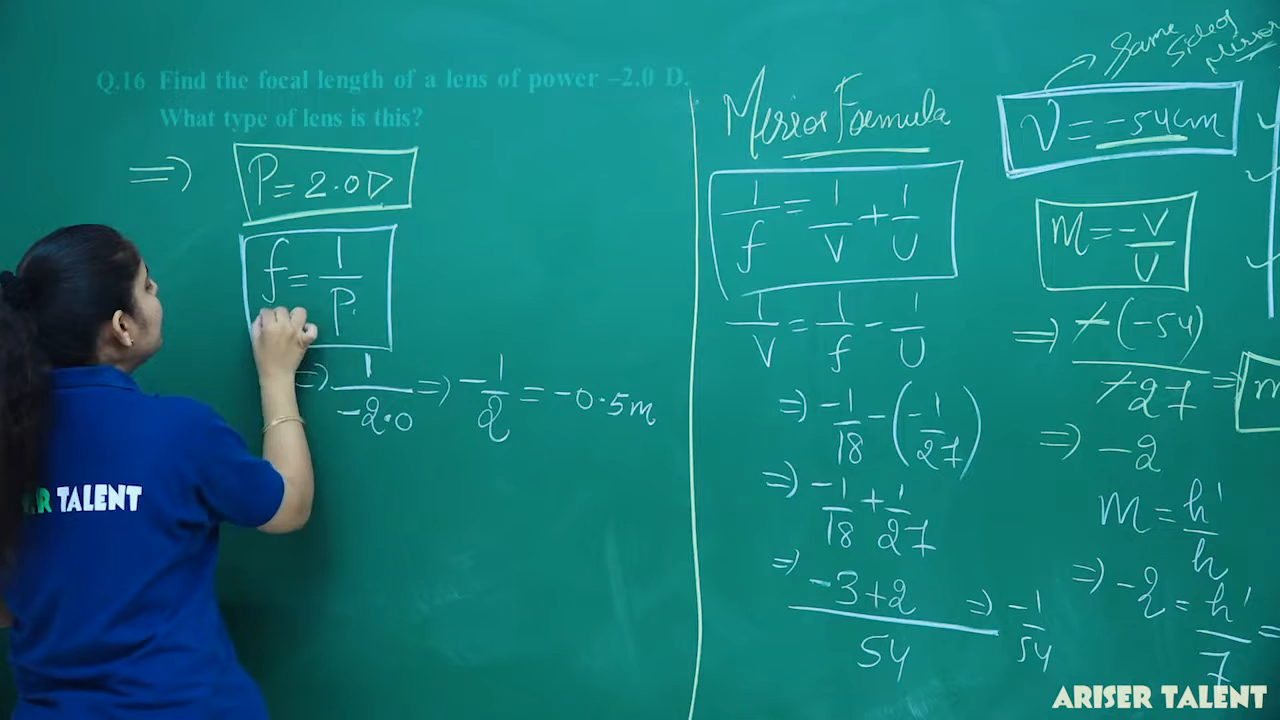 Q.16 Find the focal length of a lens of power –2.0 D.
What type of lens is this?
=> P = 2.0D
f = 1/P.
=> 1/-2.0 => -1/2 = -0.5m
Mirror Formula
1/f = 1/V + 1/U
1/V = 1/f - 1/U
=> -1/18 - (-1/27)
=> -1/18 + 1/27
=> -3+2/54 => -1/54
Same side of Mirror
V = -54cm
m = -V/U
=> -(-54)/-27 => m
=> -2
m = h'/h
=> -2 = h'/7 =
R TALENT
ARISER TALENT